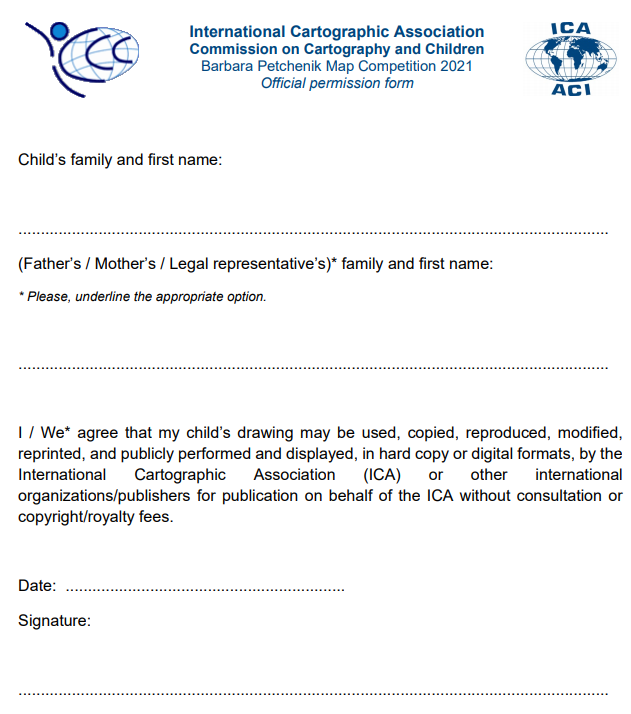 International Cartographic Association
Commission on Cartography and Children
Barbara Petchenik Map Competition 2021
Official permission form
CCC
ICA
ACI
Child’s family and first name:
....................................................................................................................................
(Father’s / Mother’s / Legal representative’s)* family and first name:
* Please, underline the appropriate option.
....................................................................................................................................
I / We* agree that my child’s drawing may be used, copied, reproduced, modified,
reprinted, and publicly performed and displayed, in hard copy or digital formats, by the
International Cartographic Association (ICA) or other international
organizations/publishers for publication on behalf of the ICA without consultation or
copyright/royalty fees.
Date: ...............................................................
Signature:
....................................................................................................................................